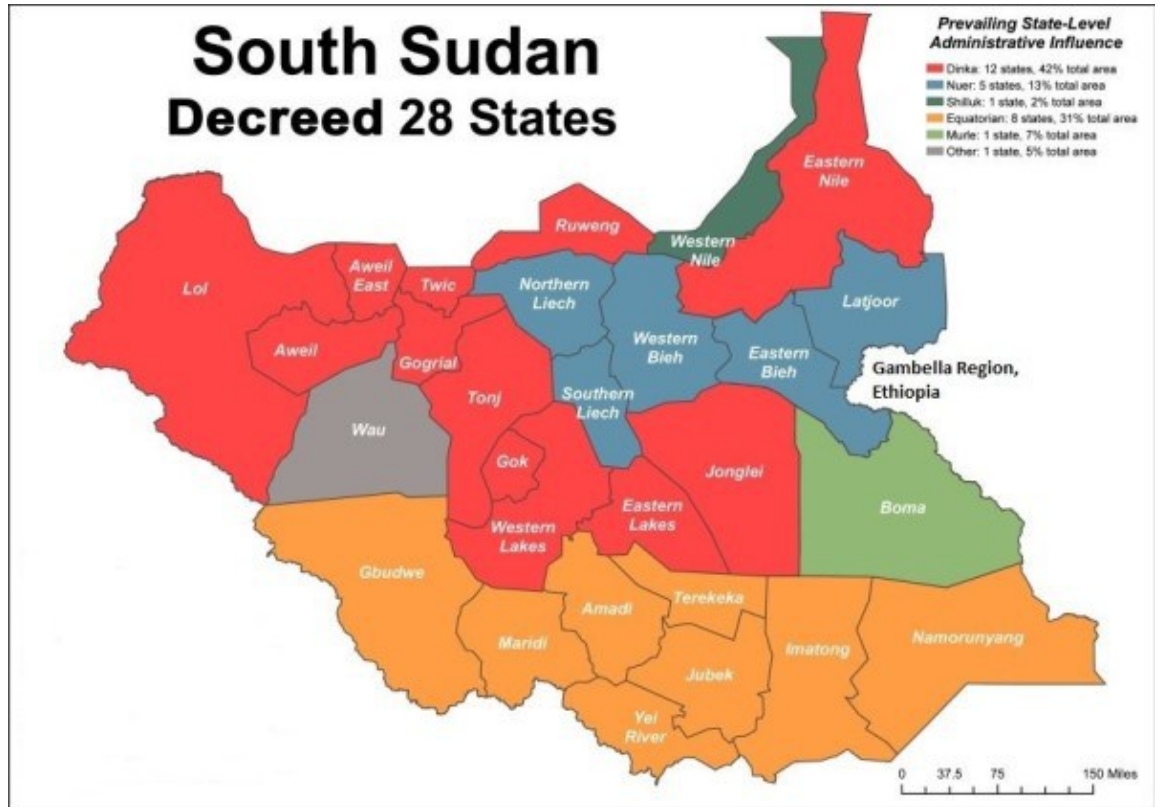 South Sudan
Decreed 28 States
Prevailing State-Level
Administrative Influence
Dinka: 12 states, 42% total area
Nuer: 5 states, 13% total area
Shilluk: 1 state, 2% total area
Equatorian: 8 states, 31% total area
Murle: 1 state, 7% total area
Other: 1 state, 5% total area
Eastern
Nile
Ruweng
Western
Nile
Lol
Aweil
East
Twic
Northern
Liech
Latjoor
Western
Bieh
Eastern
Bieh
Aweil
Gogrial
Gambella Region,
Ethiopia
Tonj
Southern
Liech
Wau
Gok
Jonglei
Boma
Western
Lakes
Eastern
Lakes
Gbudwe
Terekeka
Amadi
Maridi
Imatong
Namorunyang
Jubek
Yei
River
0 37.5 75 150 Miles